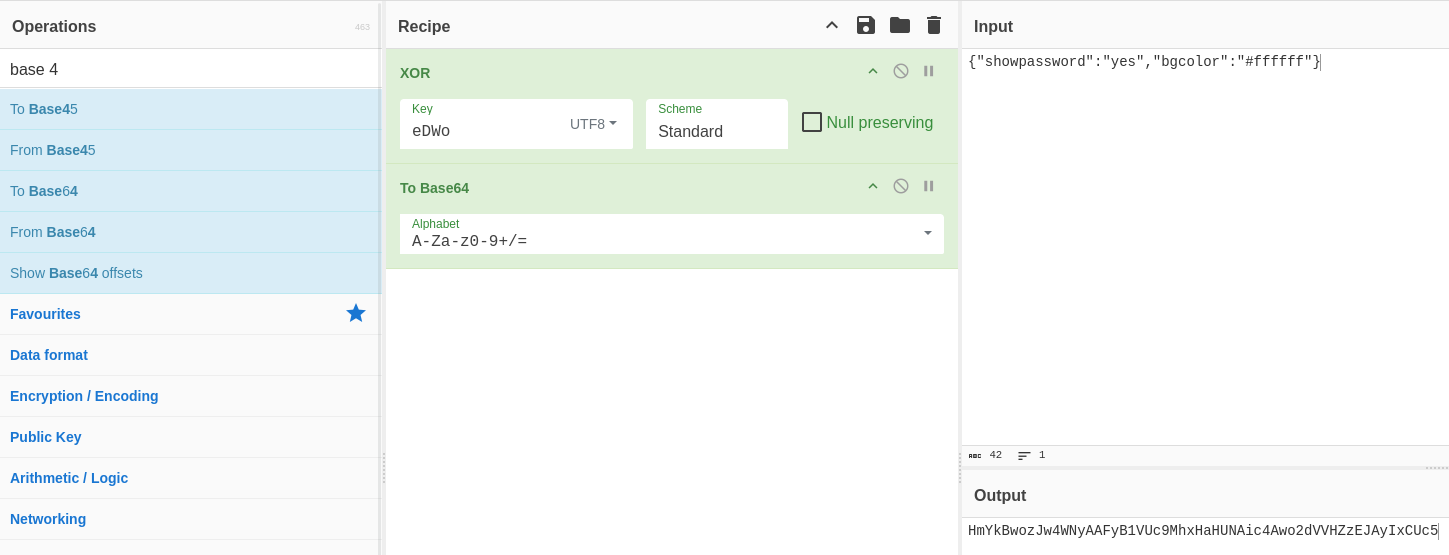 Operations
463
base 4
To Base45
From Base45
To Base64
From Base64
Show Base64 offsets
Favourites
Data format
Encryption / Encoding
Public Key
Arithmetic / Logic
Networking
Recipe
XOR
Key
eDWo
UTF8
Scheme
Standard
Null preserving
To Base64
Alphabet
A-Za-z0-9+/=
Input
{"showpassword":"yes","bgcolor":"#ffffff"}
ABC 42 1
Output
HmYkBwozJw4WNyAAFyB1VUc9MhxHaHUNAic4Awo2dVVHZzEJAyIxCUc5